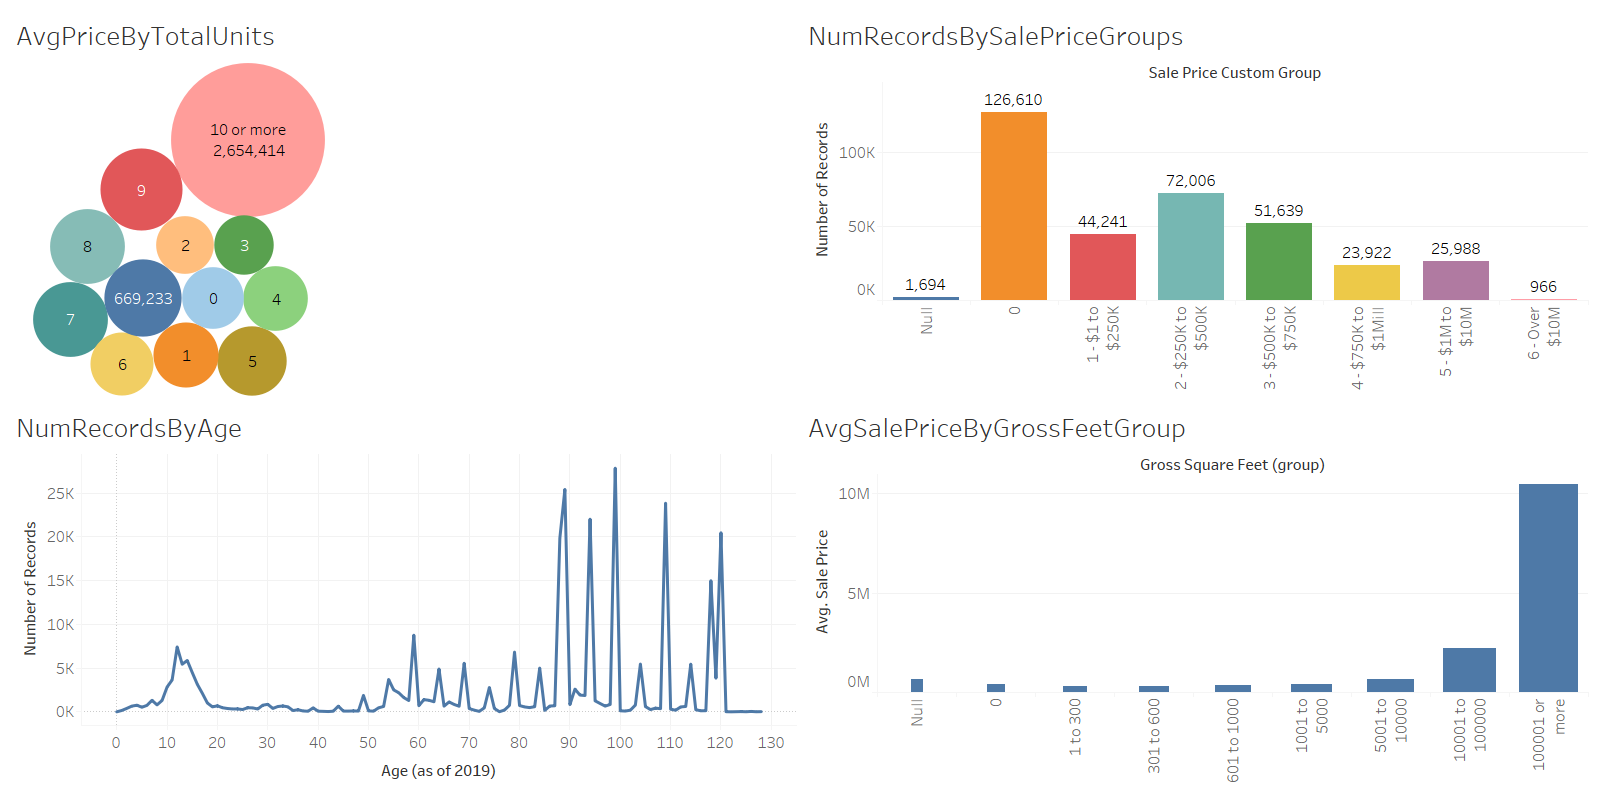 AvgPriceByTotalUnits
10 or more
2,654,414
9
8
2
3
669,233
0
4
7
6
1
5
NumRecordsBySalePriceGroups
Sale Price Custom Group
Number of Records
100K
50K
0K
1,694
126,610
44,241
72,006
51,639
23,922
25,988
966
Null
0
1 - $1 to
$250K
2 - $250K to
$500K
3 - $500K to
$750K
4 - $750K to
$1Mill
5 - $1M to
$10M
6 - Over
$10M
NumRecordsByAge
Number of Records
25K
20K
15K
10K
5K
0K
0 10 20 30 40 50 60 70 80 90 100 110 120 130
Age (as of 2019)
AvgSalePriceByGrossFeetGroup
Gross Square Feet (group)
Avg. Sale Price
10M
5M
0M
Null
0
1 to 300
301 to 600
601 to 1000
1001 to
5000
5001 to
10000
10001 to
100000
100001 or
more